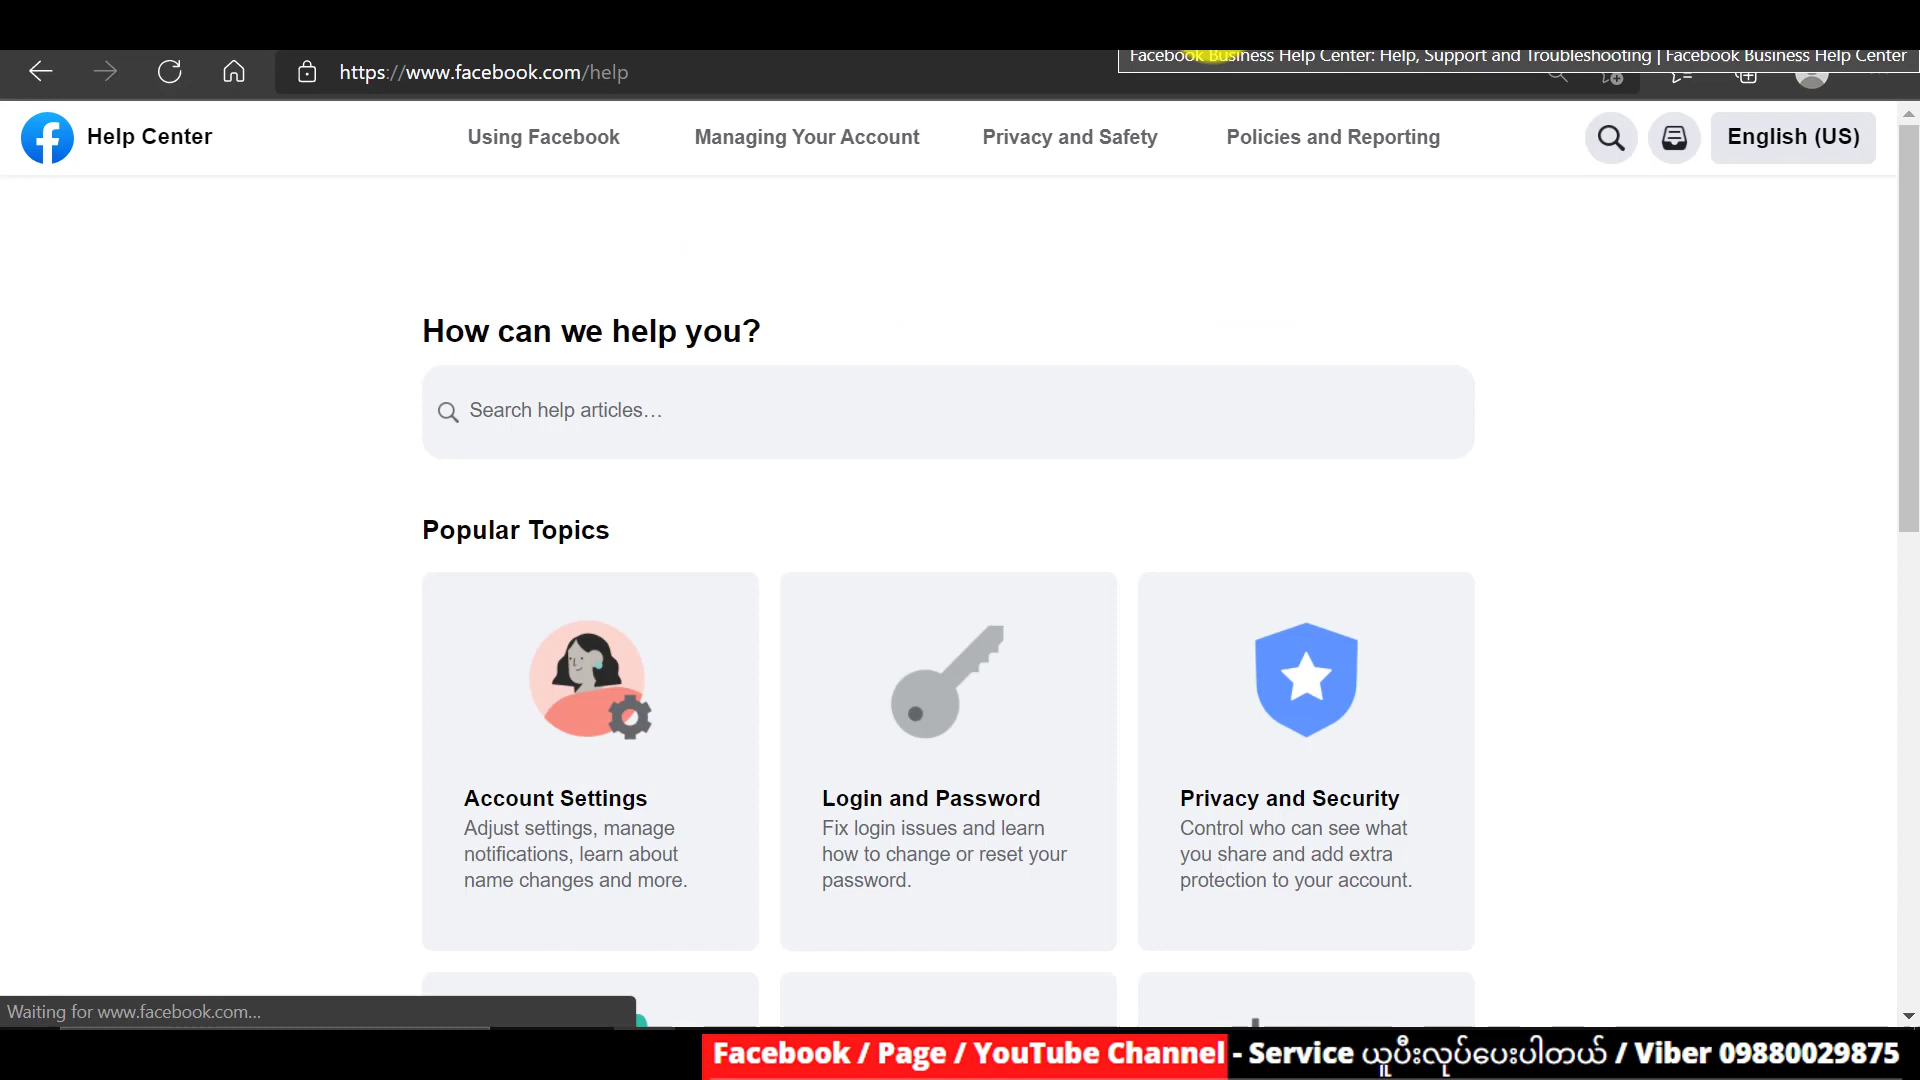 Facebook Business Help Center: Help, Support and Troubleshooting | Facebook Business Help Center
https://www.facebook.com/help
Help Center
Using Facebook
Managing Your Account
Privacy and Safety
Policies and Reporting
English (US)
How can we help you?
Search help articles…
Popular Topics
Account Settings
Adjust settings, manage
notifications, learn about
name changes and more.
Login and Password
Fix login issues and learn
how to change or reset your
password.
Privacy and Security
Control who can see what
you share and add extra
protection to your account.
Waiting for www.facebook.com...
Facebook / Page / YouTube Channel - Service ယူပီးလုပ်ပေးပါတယ် / Viber 09880029875